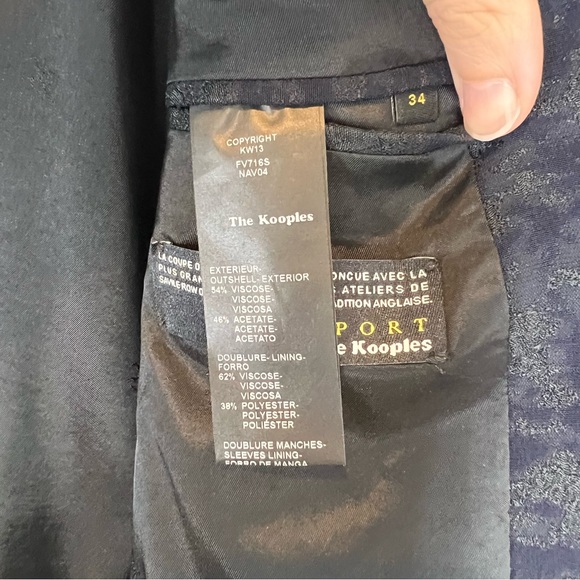 34
COPYRIGHT
KW13
FV716S
NAV04
The Kooples
EXTERIEUR-
OUTSHELL-EXTERIOR
54% VISCOSE-
VISCOSE-
VISCOSA
46% ACETATE-
ACETATE-
ACETATO
DOUBLURE-LINING-
FORRO
62% VISCOSE-
VISCOSE-
VISCOSA
38% POLYESTER-
POLYESTER-
POLIÉSTER
DOUBLURE MANCHES-
SLEEVES LINING-
FORRO DE MANGA
LA COUPE O
ONCUE AVEC LA
PLUS GRAN
S ATELIERS DE
SAVILE ROW D
ADITION ANGLAISE.
PORT
e Kooples